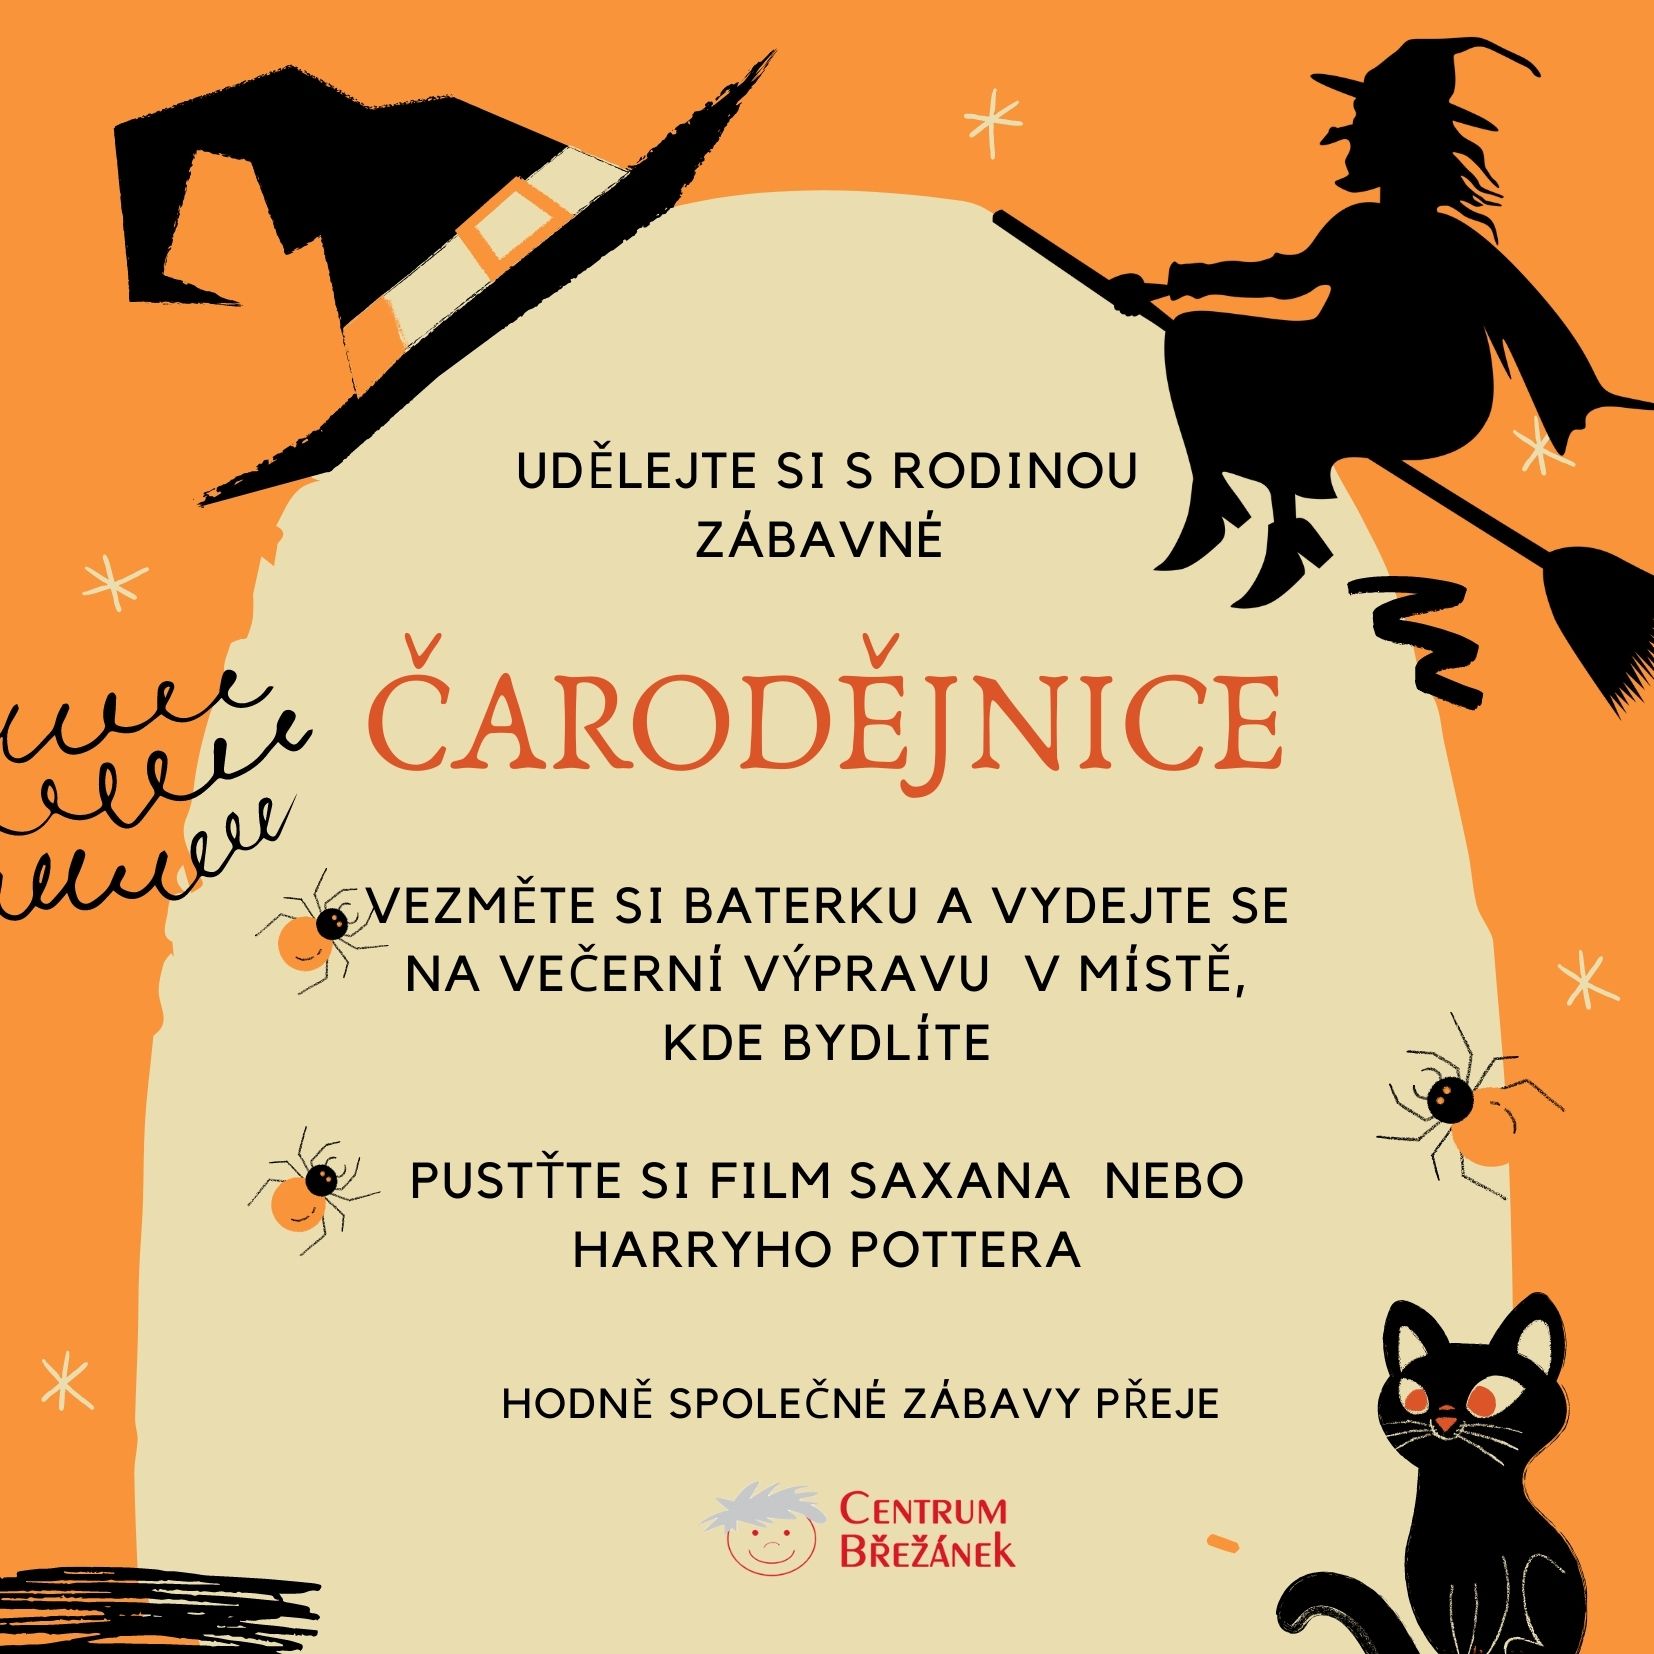 UDĚLEJTE SI S RODINOU
ZÁBAVNÉ
ČARODĚJNICE
VEZMĚTE SI BATERKU A VYDEJTE SE
NA VEČERNÍ VÝPRAVU V MÍSTĚ,
KDE BYDLÍTE
PUSTŤTE SI FILM SAXANA NEBO
HARRYHO POTTERA
HODNĚ SPOLEČNÉ ZÁBAVY PŘEJE
CENTRUM
BŘEŽÁNEK